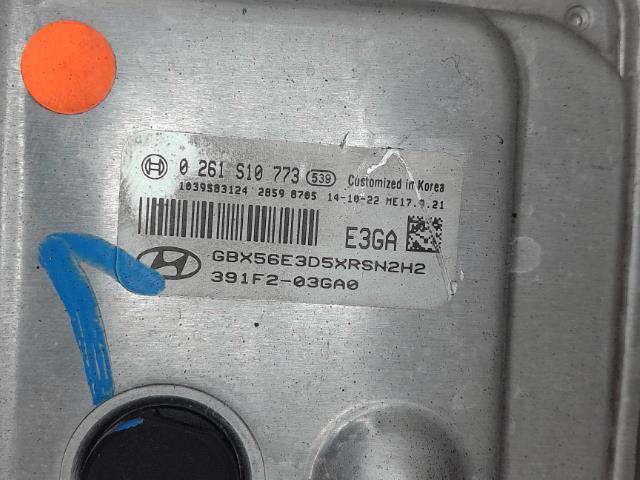 0 261 S10 773 539 Customized in Korea
1039S83124 2859 8705 14-10-22 ME17.9.21
E3GA
GBX56E3D5XRSN2H2
391F2-03GA0